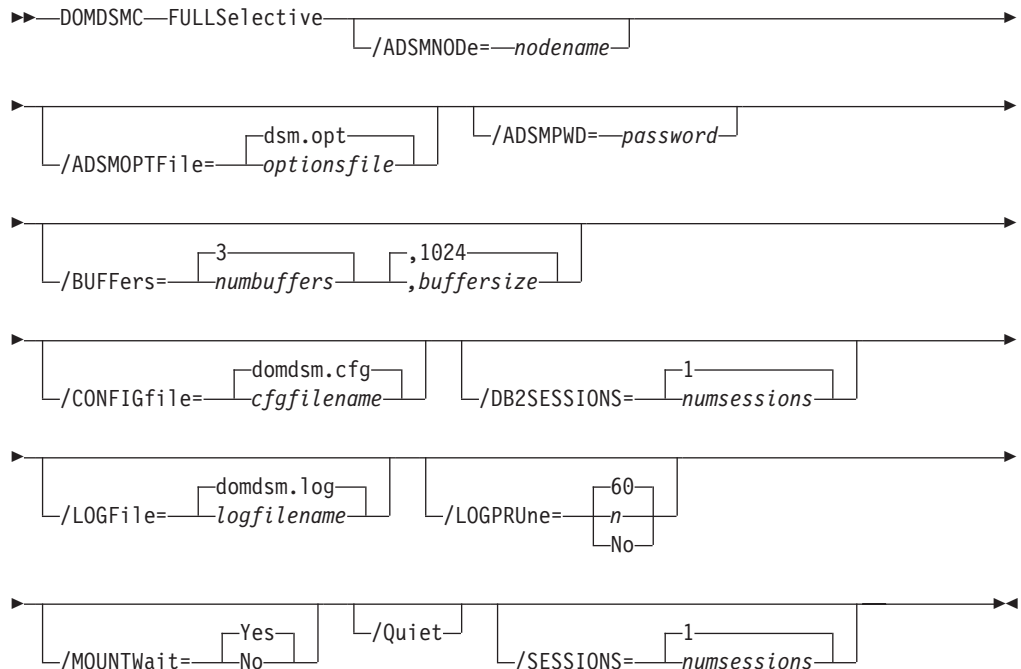 DOMDSMC FULLSelective
/ADSMNODe= nodename
dsm.opt
/ADSMOPTFile= optionsfile /ADSMPWD= password
3 ,1024
/BUFFers= numbuffers ,buffersize
domdsm.cfg 1
/CONFIGfile= cfgfilename /DB2SESSIONS= numsessions
domdsm.log 60
/LOGFile= logfilename /LOGPRUne= n
No
Yes /Quiet 1
/MOUNTWait= No /SESSIONS= numsessions